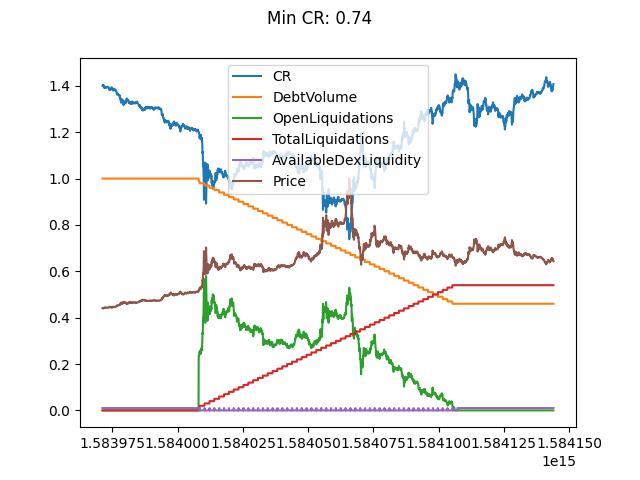 Min CR: 0.74
1.4
1.2
1.0
0.8
0.6
0.4
0.2
0.0
CR
DebtVolume
OpenLiquidations
TotalLiquidations
AvailableDexLiquidity
Price
1.583975 1.584000 1.584025 1.584050 1.584075 1.584100 1.584125 1.584150
1e15